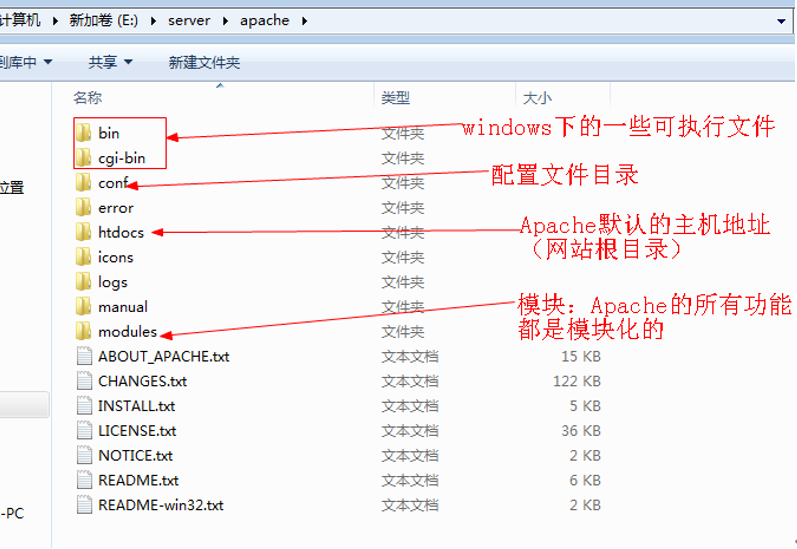 计算机 ▸ 新加卷 (E:) ▸ server ▸ apache ▸
到库中 共享 新建文件夹
名称 类型 大小
bin 文件夹
windows下的一些可执行文件
cgi-bin 文件夹
conf 文件夹
配置文件目录
位置
error 文件夹
htdocs 文件夹
Apache默认的主机地址
(网站根目录)
icons 文件夹
logs 文件夹
manual 文件夹
模块: Apache的所有功能
都是模块化的
modules 文件夹
ABOUT_APACHE.txt 文本文档 15 KB
CHANGES.txt 文本文档 122 KB
INSTALL.txt 文本文档 5 KB
LICENSE.txt 文本文档 36 KB
NOTICE.txt 文本文档 2 KB
README.txt 文本文档 6 KB
README-win32.txt 文本文档 2 KB
-PC